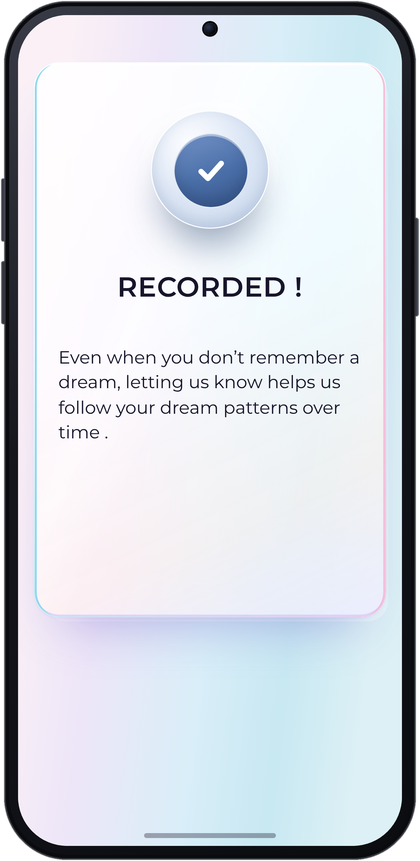 RECORDED !
Even when you don’t remember a
dream, letting us know helps us
follow your dream patterns over
time .